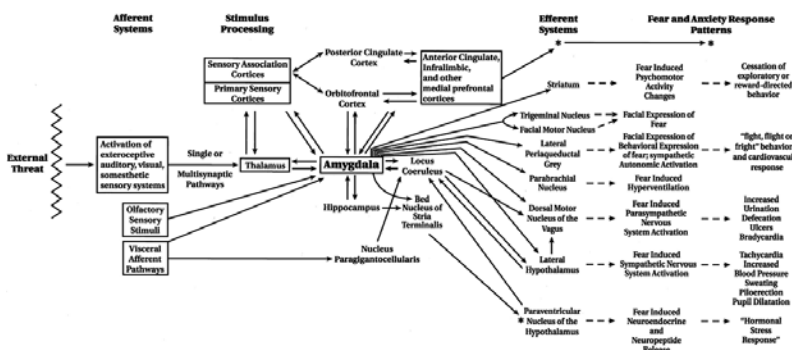 Afferent
Systems
Stimulus
Processing
Efferent
Systems
Fear and Anxiety Response
Patterns
*
*
External
Threat
Activation of
exteroceptive
auditory, visual,
somesthetic
sensory systems
Olfactory
Sensory
Stimuli
Visceral
Afferent
Pathways
Single or
Multisynaptic
Pathways
Sensory Association
Cortices
Primary Sensory
Cortices
Thalamus
Posterior Cingulate
Cortex
Orbitofrontal
Cortex
Anterior Cingulate,
Infralimbic,
and other
medial prefrontal
cortices
Amygdala
Locus
Coeruleus
Hippocampus
Bed
Nucleus of
Stria
Terminalis
Nucleus
Paragigantocellularis
Striatum
Trigeminal Nucleus
Facial Motor Nucleus
Lateral
Periaqueductal
Grey
Parabrachial
Nucleus
Dorsal Motor
Nucleus of the
Vagus
Lateral
Hypothalamus
Paraventricular
* Nucleus of the
Hypothalamus
Fear Induced
Psychomotor
Activity
Changes
Facial Expression of
Fear
Facial Expression of
Behavioral Expression
of fear; sympathetic
Autonomic Activation
Fear Induced
Hyperventilation
Fear Induced
Parasympathetic
Nervous
System Activation
Fear Induced
Sympathetic Nervous
System Activation
Fear Induced
Neuroendocrine
and
Neuropeptide
Release
Cessation of
exploratory or
reward-directed
behavior
"fight, flight or
fright" behavior
and cardiovascular
response
Increased
Urination
Defecation
Ulcers
Bradycardia
Tachycardia
Increased
Blood Pressure
Sweating
Piloerection
Pupil Dilatation
"Hormonal
Stress
Response"